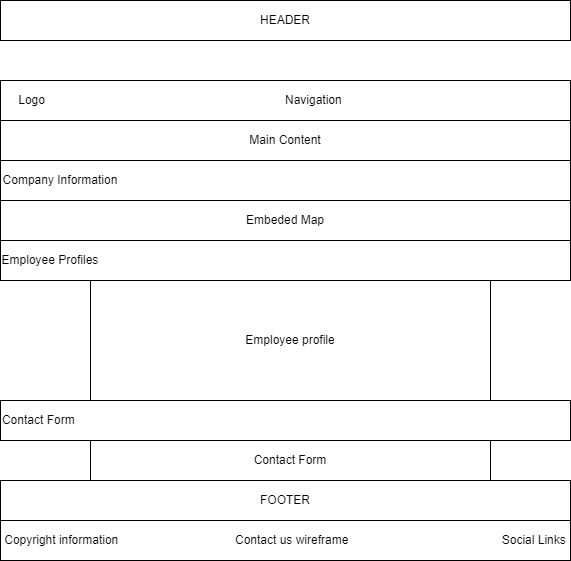 HEADER
Logo Navigation
Main Content
Company Information
Embeded Map
Employee Profiles
Employee profile
Contact Form
Contact Form
FOOTER
Copyright information Contact us wireframe Social Links